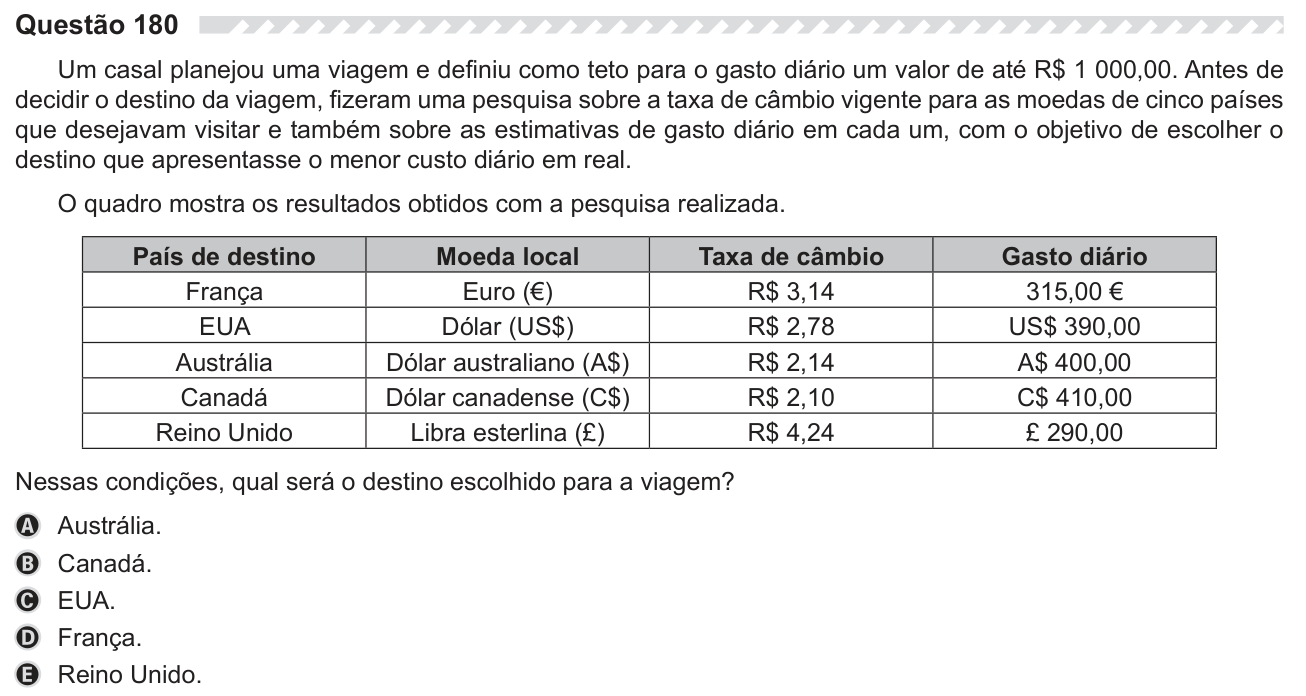 Questão 180
Um casal planejou uma viagem e definiu como teto para o gasto diário um valor de até R$ 1 000,00. Antes de
decidir o destino da viagem, fizeram uma pesquisa sobre a taxa de câmbio vigente para as moedas de cinco países
que desejavam visitar e também sobre as estimativas de gasto diário em cada um, com o objetivo de escolher o
destino que apresentasse o menor custo diário em real.
O quadro mostra os resultados obtidos com a pesquisa realizada.
País de destino Moeda local Taxa de câmbio Gasto diário
França Euro (€) R$ 3,14 315,00 €
EUA Dólar (US$) R$ 2,78 US$ 390,00
Austrália Dólar australiano (A$) R$ 2,14 A$ 400,00
Canadá Dólar canadense (C$) R$ 2,10 C$ 410,00
Reino Unido Libra esterlina (£) R$ 4,24 £ 290,00
Nessas condições, qual será o destino escolhido para a viagem?
A Austrália.
B Canadá.
C EUA.
D França.
E Reino Unido.